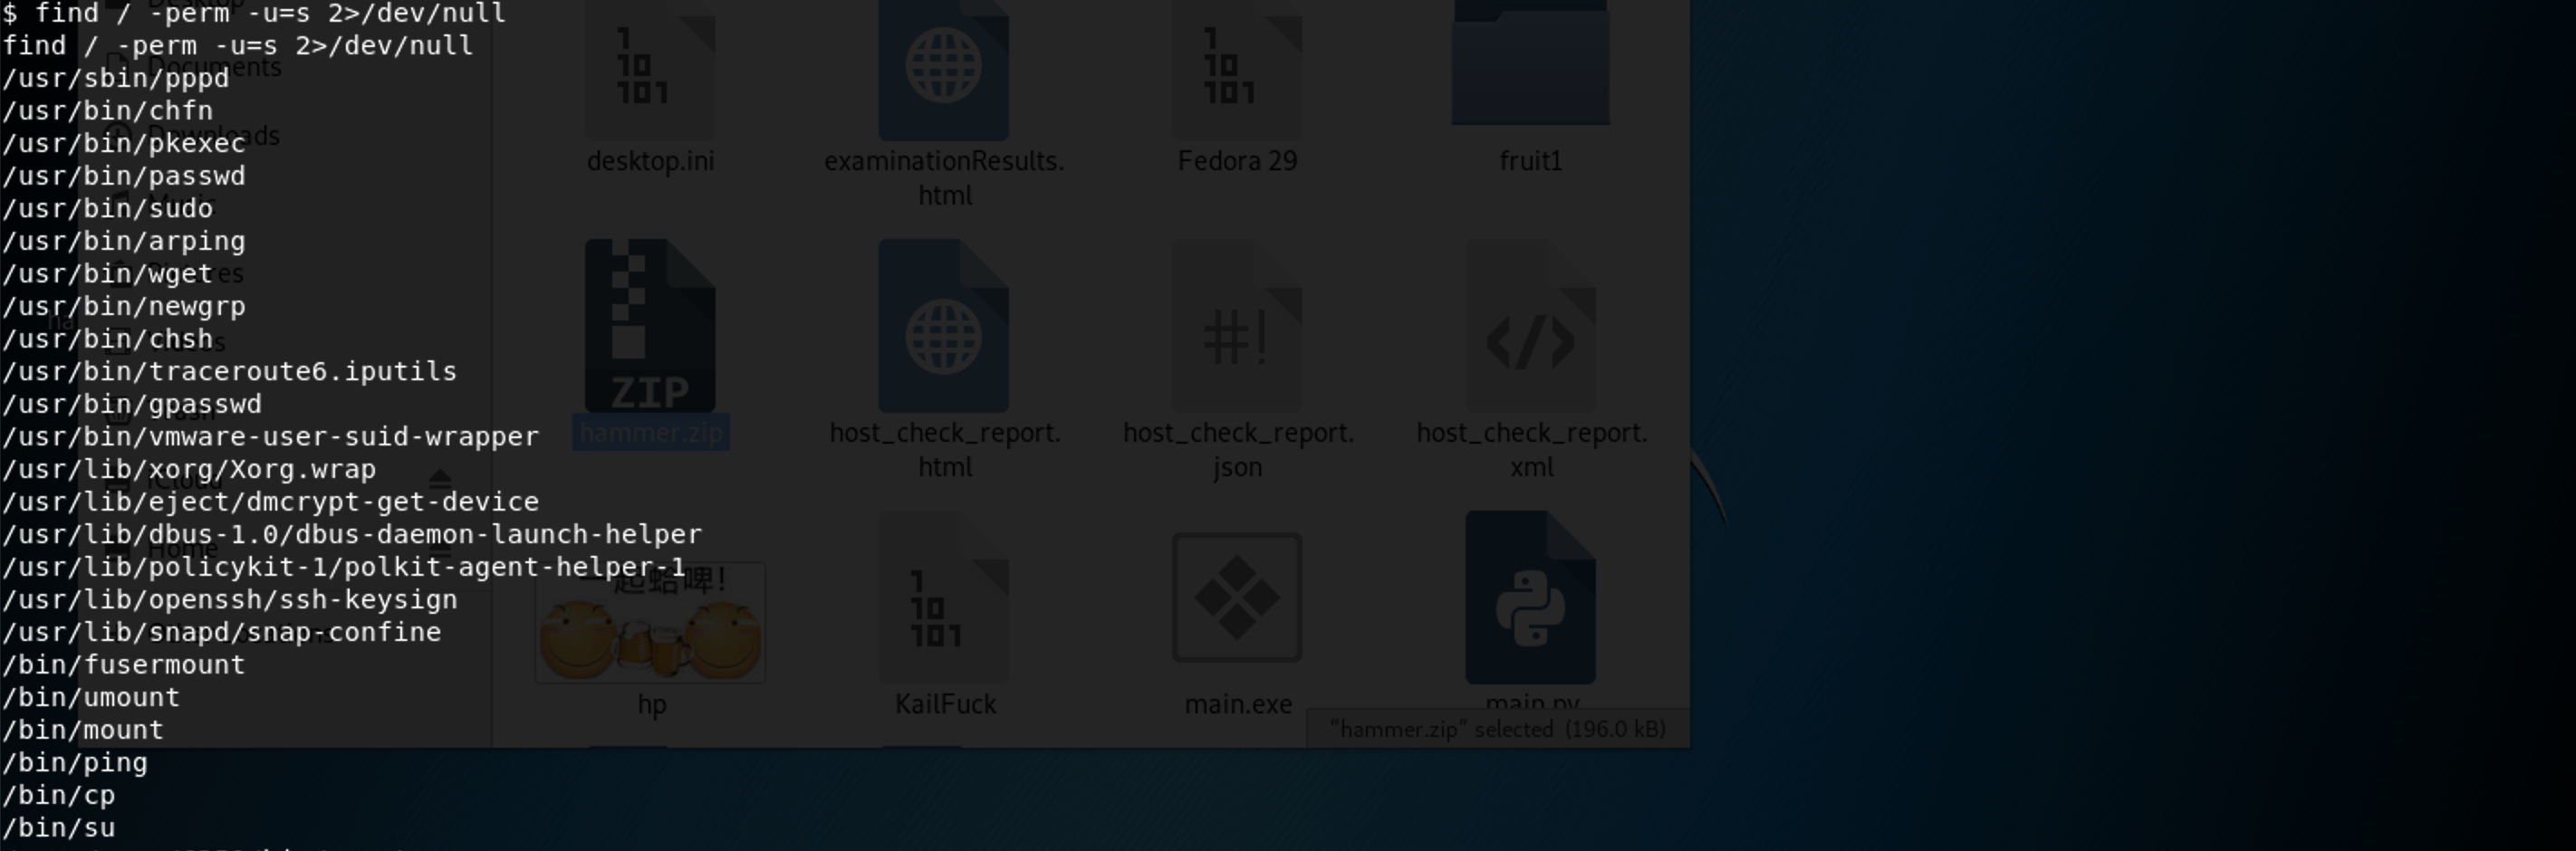 $ find / -perm -u=s 2>/dev/null
find / -perm -u=s 2>/dev/null
/usr/sbin/pppd
/usr/bin/chfn
/usr/bin/pkexec
/usr/bin/passwd
/usr/bin/sudo
/usr/bin/arping
/usr/bin/wget
/usr/bin/newgrp
/usr/bin/chsh
/usr/bin/traceroute6.iputils
/usr/bin/gpasswd
/usr/bin/vmware-user-suid-wrapper
/usr/lib/xorg/Xorg.wrap
/usr/lib/eject/dmcrypt-get-device
/usr/lib/dbus-1.0/dbus-daemon-launch-helper
/usr/lib/policykit-1/polkit-agent-helper-1
/usr/lib/openssh/ssh-keysign
/usr/lib/snapd/snap-confine
/bin/fusermount
/bin/umount
/bin/mount
/bin/ping
/bin/cp
/bin/su
Documents
Downloads
iCloud
Home
desktop.ini
examinationResults.
html
Fedora 29
fruit1
ZIP
hammer.zip
host_check_report.
html
host_check_report.
json
host_check_report.
xml
一起蛤啤!
hp
KailFuck
main.exe
main.py
"hammer.zip" selected (196.0 kB)